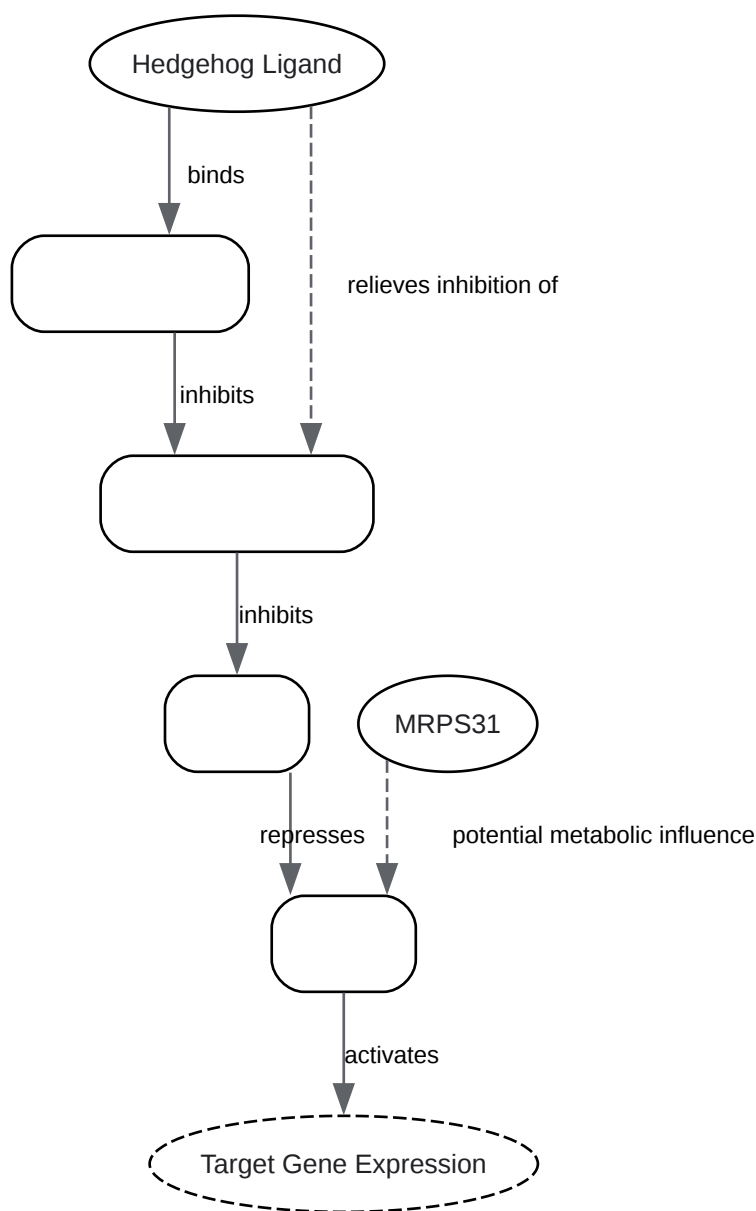 Hedgehog Ligand
binds
relieves inhibition of
inhibits
inhibits
MRPS31
represses
potential metabolic influence
activates
Target Gene Expression